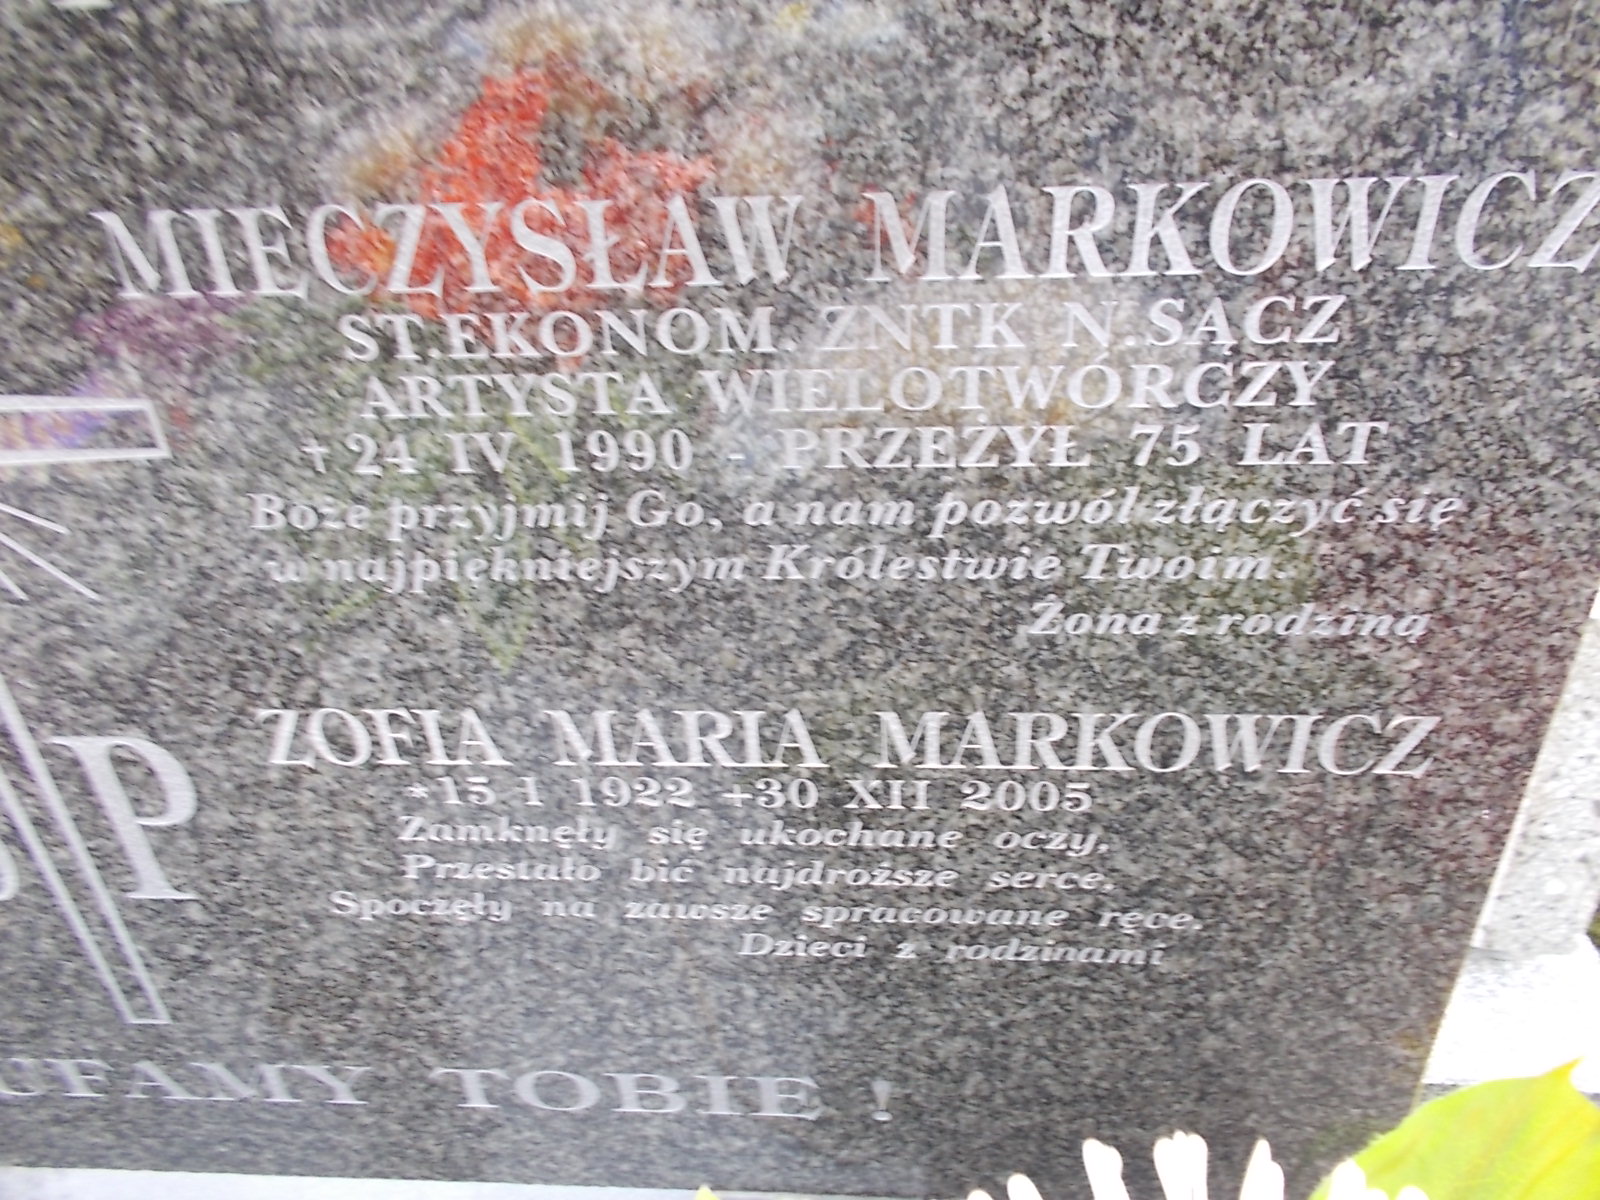 MIECZYSŁAW MARKOWICZ
ST.EKONOM. ZNTK N.SĄCZ
ARTYSTA WIELOTWÓRCZY
† 24 IV 1990 - PRZEŻYŁ 75 LAT
Boże przyjmij Go, a nam pozwól złączyć się
w najpiękniejszym Królestwie Twoim.
Żona z rodziną
ZOFIA MARIA MARKOWICZ
*15 I 1922 +30 XII 2005
Zamknęły się ukochane oczy,
Przestało bić najdroższe serce,
Spoczęły na zawsze spracowane ręce.
Dzieci z rodzinami
P
UFAMY TOBIE !